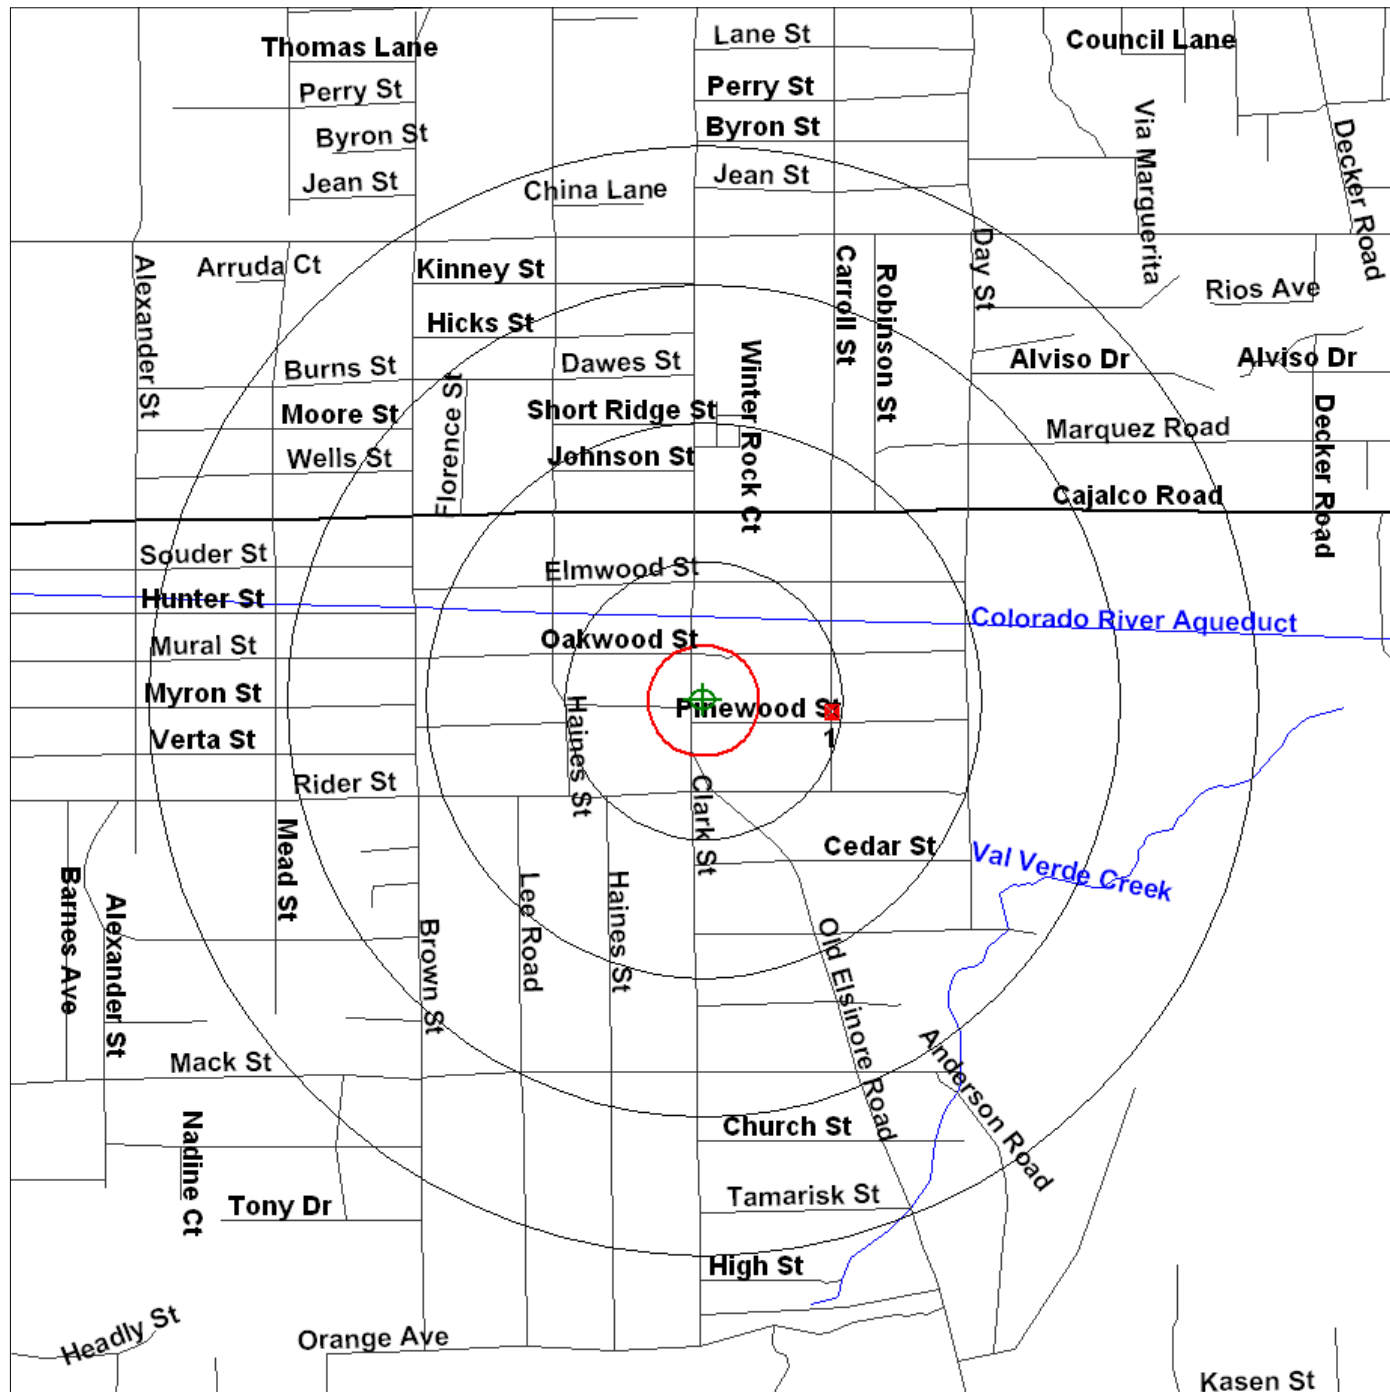 Lane St
Council Lane
Thomas Lane
Perry St
Perry St
Byron St
Byron St
Via Marguerita
Decker Road
Jean St
Jean St
China Lane
Arruda Ct
Kinney St
Alexander St
Carroll St
Robinson St
Day St
Rios Ave
Hicks St
Burns St
Dawes St
Winter Rock Ct
Alviso Dr
Alviso Dr
Florence St
Moore St
Short Ridge St
Marquez Road
Decker Road
Wells St
Johnson St
Cajalco Road
Souder St
Elmwood St
Hunter St
Colorado River Aqueduct
Mural St
Oakwood St
Myron St
Pinewood St
1
Verta St
Haines St
Rider St
Clark St
Mead St
Cedar St
Val Verde Creek
Barnes Ave
Alexander St
Brown St
Lee Road
Haines St
Old Elsinore Road
Anderson Road
Mack St
Nadine Ct
Church St
Tony Dr
Tamarisk St
High St
Headly St
Orange Ave
Kasen St